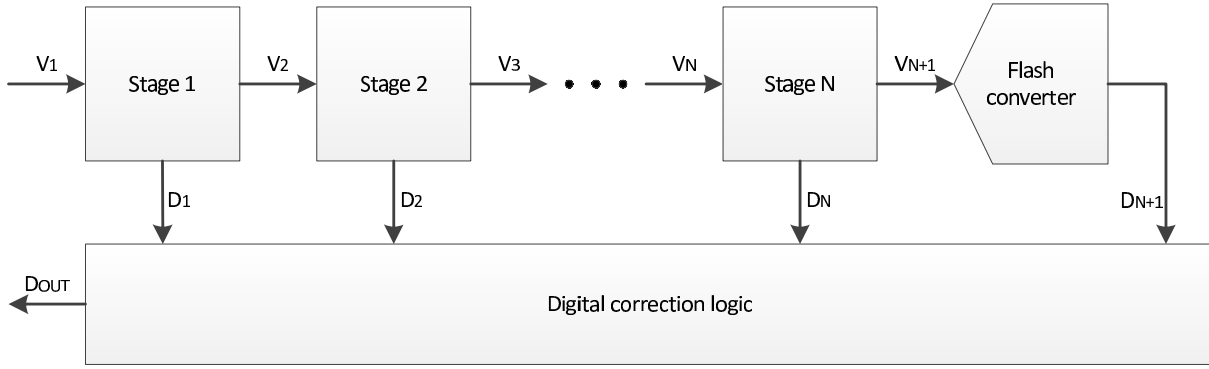 V1
Stage 1
V2
Stage 2
V3
VN
Stage N
VN+1
Flash
converter
D1
D2
DN
DN+1
DOUT
Digital correction logic